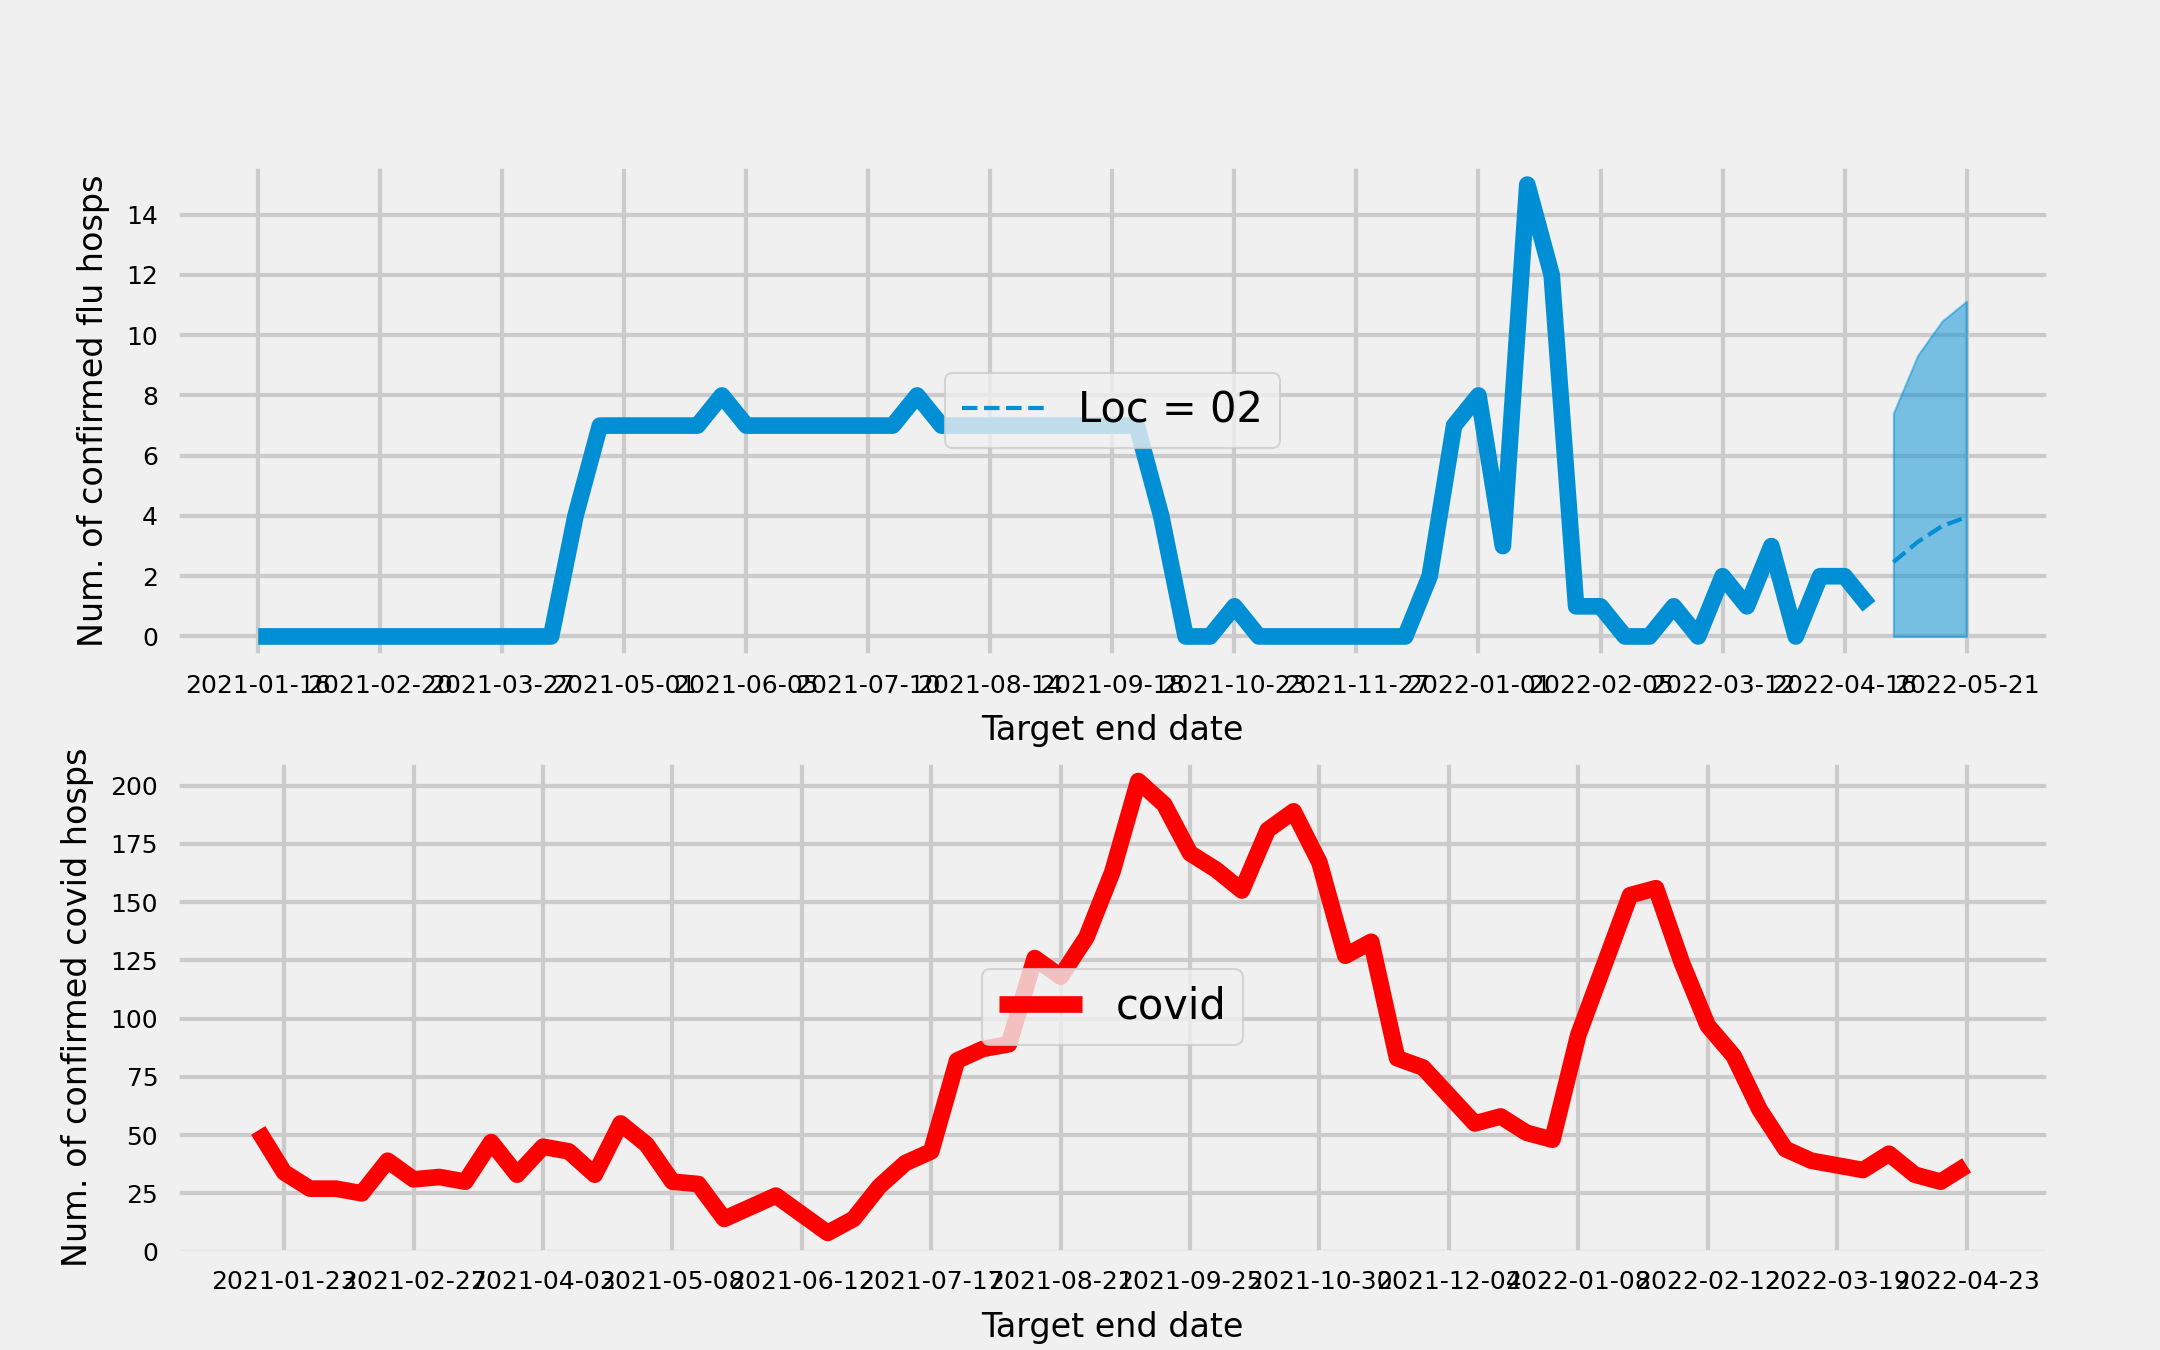 Num. of confirmed flu hosps
14
12
10
8
6
4
2
0
Loc = 02
2021-01-16 2021-02-20 2021-03-27 2021-05-01 2021-06-05 2021-07-10 2021-08-14 2021-09-18 2021-10-23 2021-11-27 2022-01-01 2022-02-05 2022-03-12 2022-04-16 2022-05-21
Target end date
Num. of confirmed covid hosps
200
175
150
125
100
75
50
25
0
covid
2021-01-23 2021-02-27 2021-04-03 2021-05-08 2021-06-12 2021-07-17 2021-08-21 2021-09-25 2021-10-30 2021-12-04 2022-01-08 2022-02-12 2022-03-19 2022-04-23
Target end date